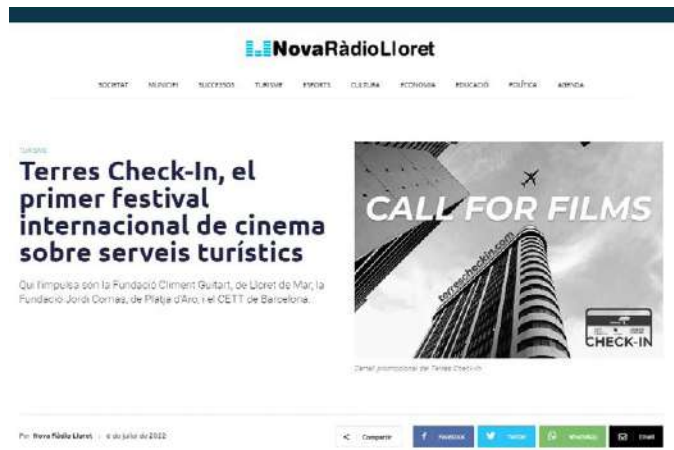 NovaRàdioLloret
SOCIETAT MUNICIPI SUCCESSOS TURISME ESPORTS CULTURA ECONOMIA EDUCACIÓ POLÍTICA AGENDA
TURISME
Terres Check-In, el
primer festival
internacional de cinema
sobre serveis turístics
Qui l'impulsa són la Fundació Climent Guitart, de Lloret de Mar, la
Fundació Jordi Comas, de Platja d'Aro, i el CETT de Barcelona.
CALL FOR FILMS
terrescheckin.com
CHECK-IN
Cartell promocional de Terres Check-In
Per Nova Ràdio Lloret - 6 de juliol de 2022
Compartir Facebook Twitter WhatsApp Email